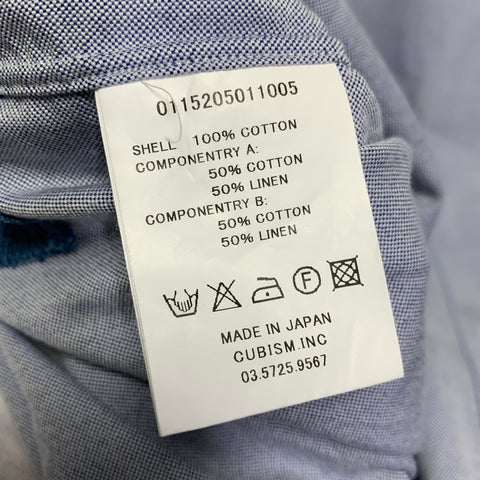 0115205011005
SHELL 100% COTTON
COMPONENTRY A:
50% COTTON
50% LINEN
COMPONENTRY B:
50% COTTON
50% LINEN
F
MADE IN JAPAN
CUBISM.INC
03.5725.9567